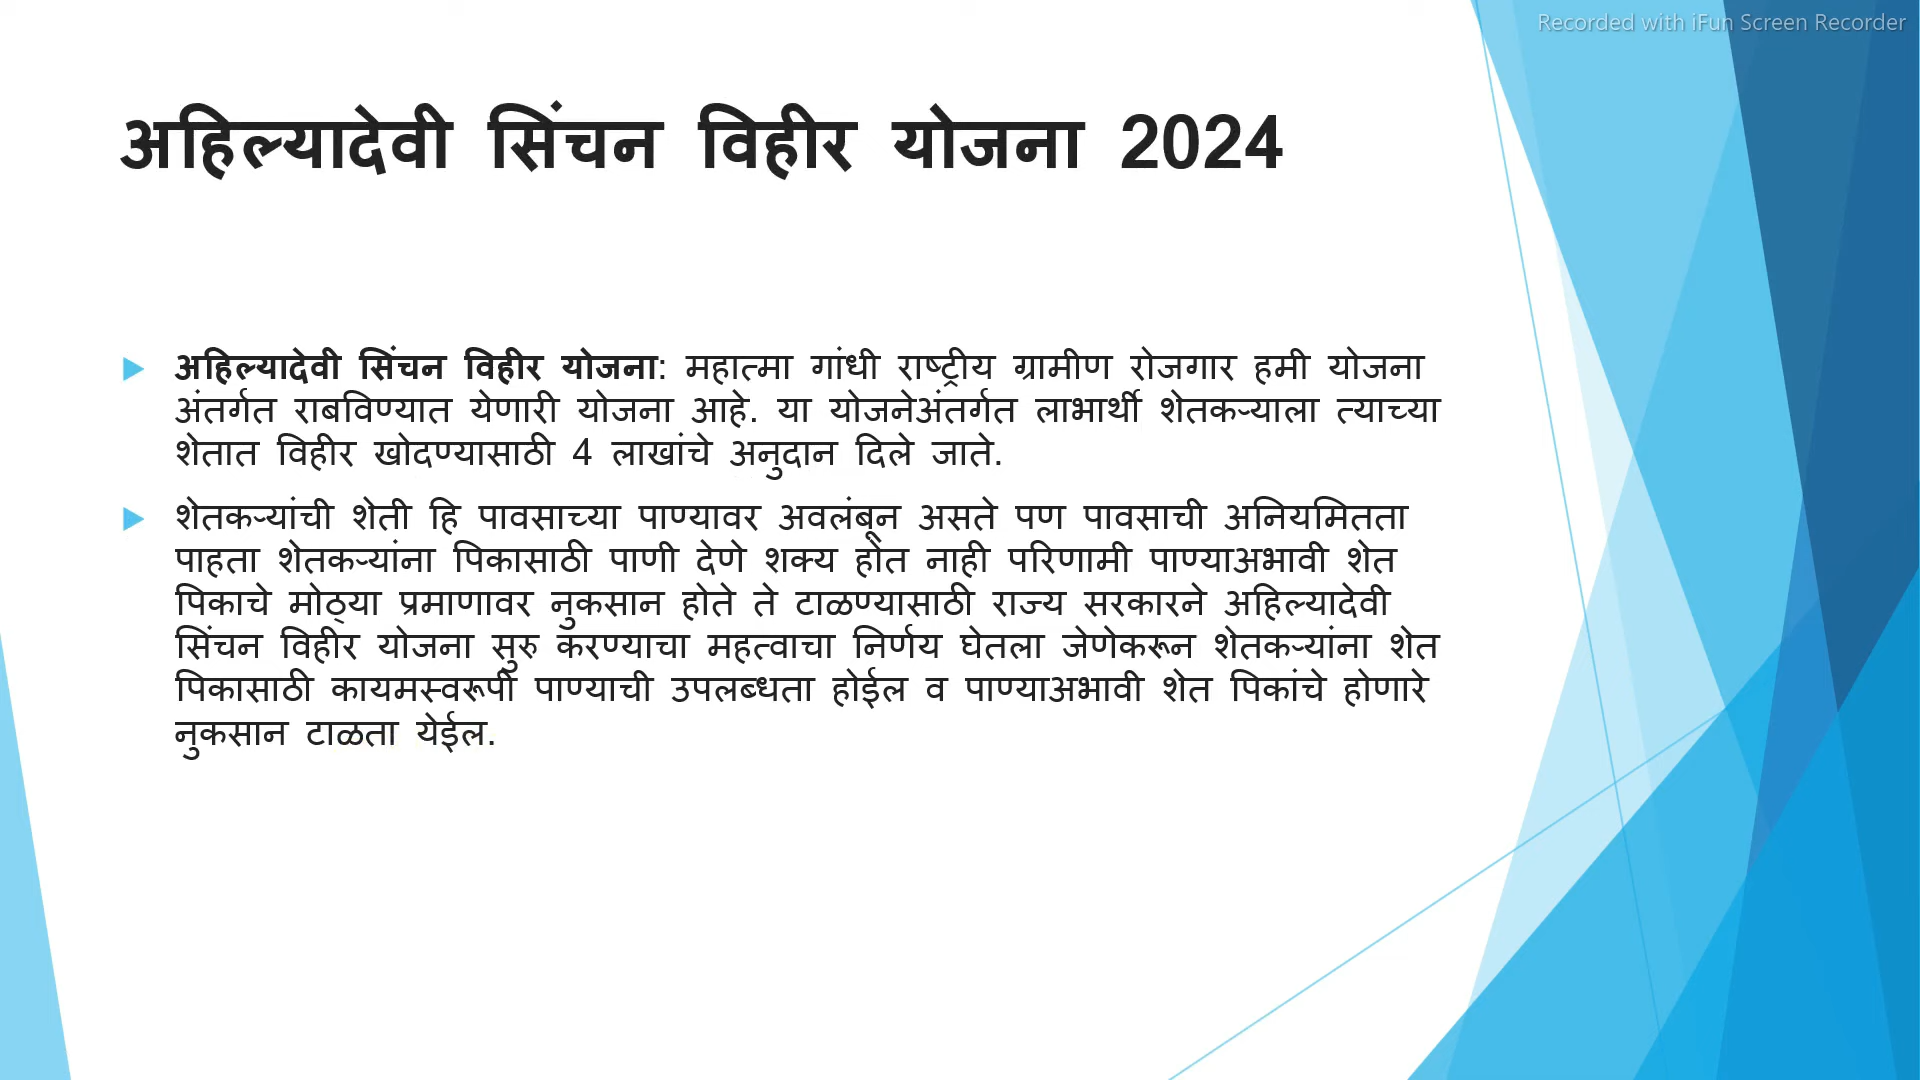 Recorded with iFun Screen Recorder
अहिल्यादेवी सिंचन विहीर योजना 2024
अहिल्यादेवी सिंचन विहीर योजना: महात्मा गांधी राष्ट्रीय ग्रामीण रोजगार हमी योजना
अंतर्गत राबविण्यात येणारी योजना आहे. या योजनेअंतर्गत लाभार्थी शेतकऱ्याला त्याच्या
शेतात विहीर खोदण्यासाठी 4 लाखांचे अनुदान दिले जाते.
शेतकऱ्यांची शेती हि पावसाच्या पाण्यावर अवलंबून असते पण पावसाची अनियमितता
पाहता शेतकऱ्यांना पिकासाठी पाणी देणे शक्य होत नाही परिणामी पाण्याअभावी शेत
पिकाचे मोठ्या प्रमाणावर नुकसान होते ते टाळण्यासाठी राज्य सरकारने अहिल्यादेवी
सिंचन विहीर योजना सुरु करण्याचा महत्वाचा निर्णय घेतला जेणेकरून शेतकऱ्यांना शेत
पिकासाठी कायमस्वरूपी पाण्याची उपलब्धता होईल व पाण्याअभावी शेत पिकांचे होणारे
नुकसान टाळता येईल.